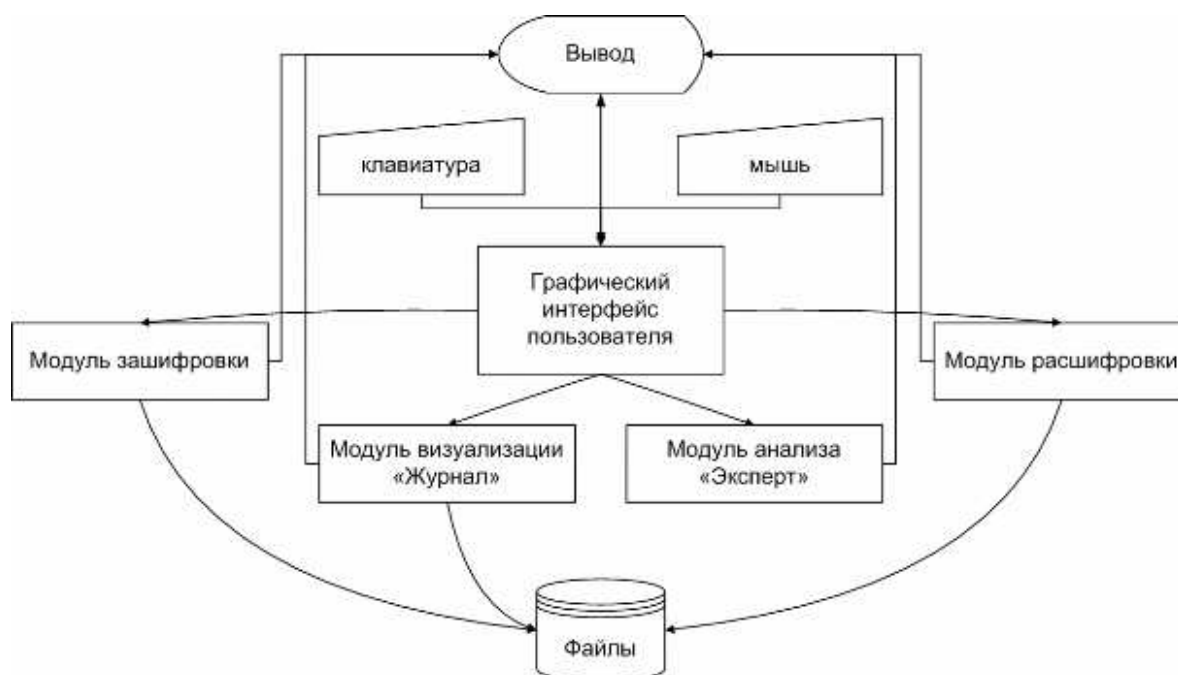 Вывод
клавиатура
мышь
Графический
интерфейс
пользователя
Модуль зашифровки
Модуль расшифровки
Модуль визуализации
«Журнал»
Модуль анализа
«Эксперт»
Файлы